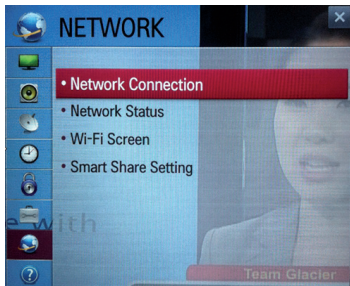 NETWORK
• Network Connection
• Network Status
• Wi-Fi Screen
• Smart Share Setting
with
Team Glacier